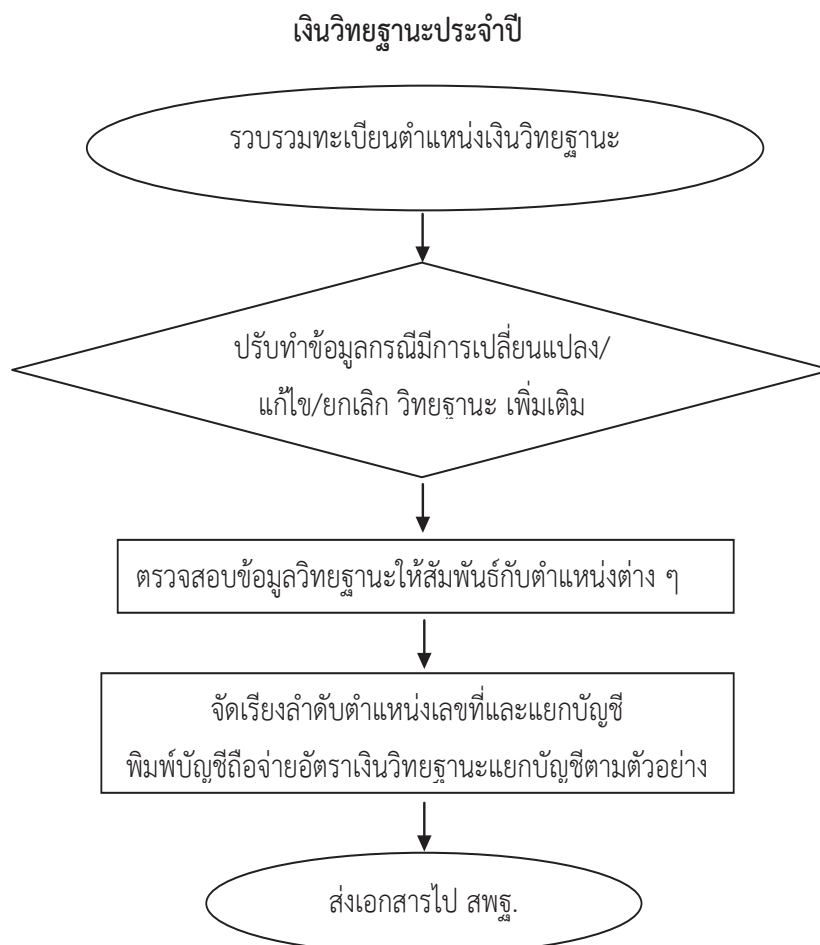 เงินวิทยฐานะประจำปี
รวบรวมทะเบียนตำแหน่งเงินวิทยฐานะ
ปรับทำข้อมูลกรณีมีการเปลี่ยนแปลง/
แก้ไข/ยกเลิก วิทยฐานะ เพิ่มเติม
ตรวจสอบข้อมูลวิทยฐานะให้สัมพันธ์กับตำแหน่งต่าง ๆ
จัดเรียงลำดับตำแหน่งเลขที่และแยกบัญชี
พิมพ์บัญชีถือจ่ายอัตราเงินวิทยฐานะแยกบัญชีตามตัวอย่าง
ส่งเอกสารไป สพฐ.